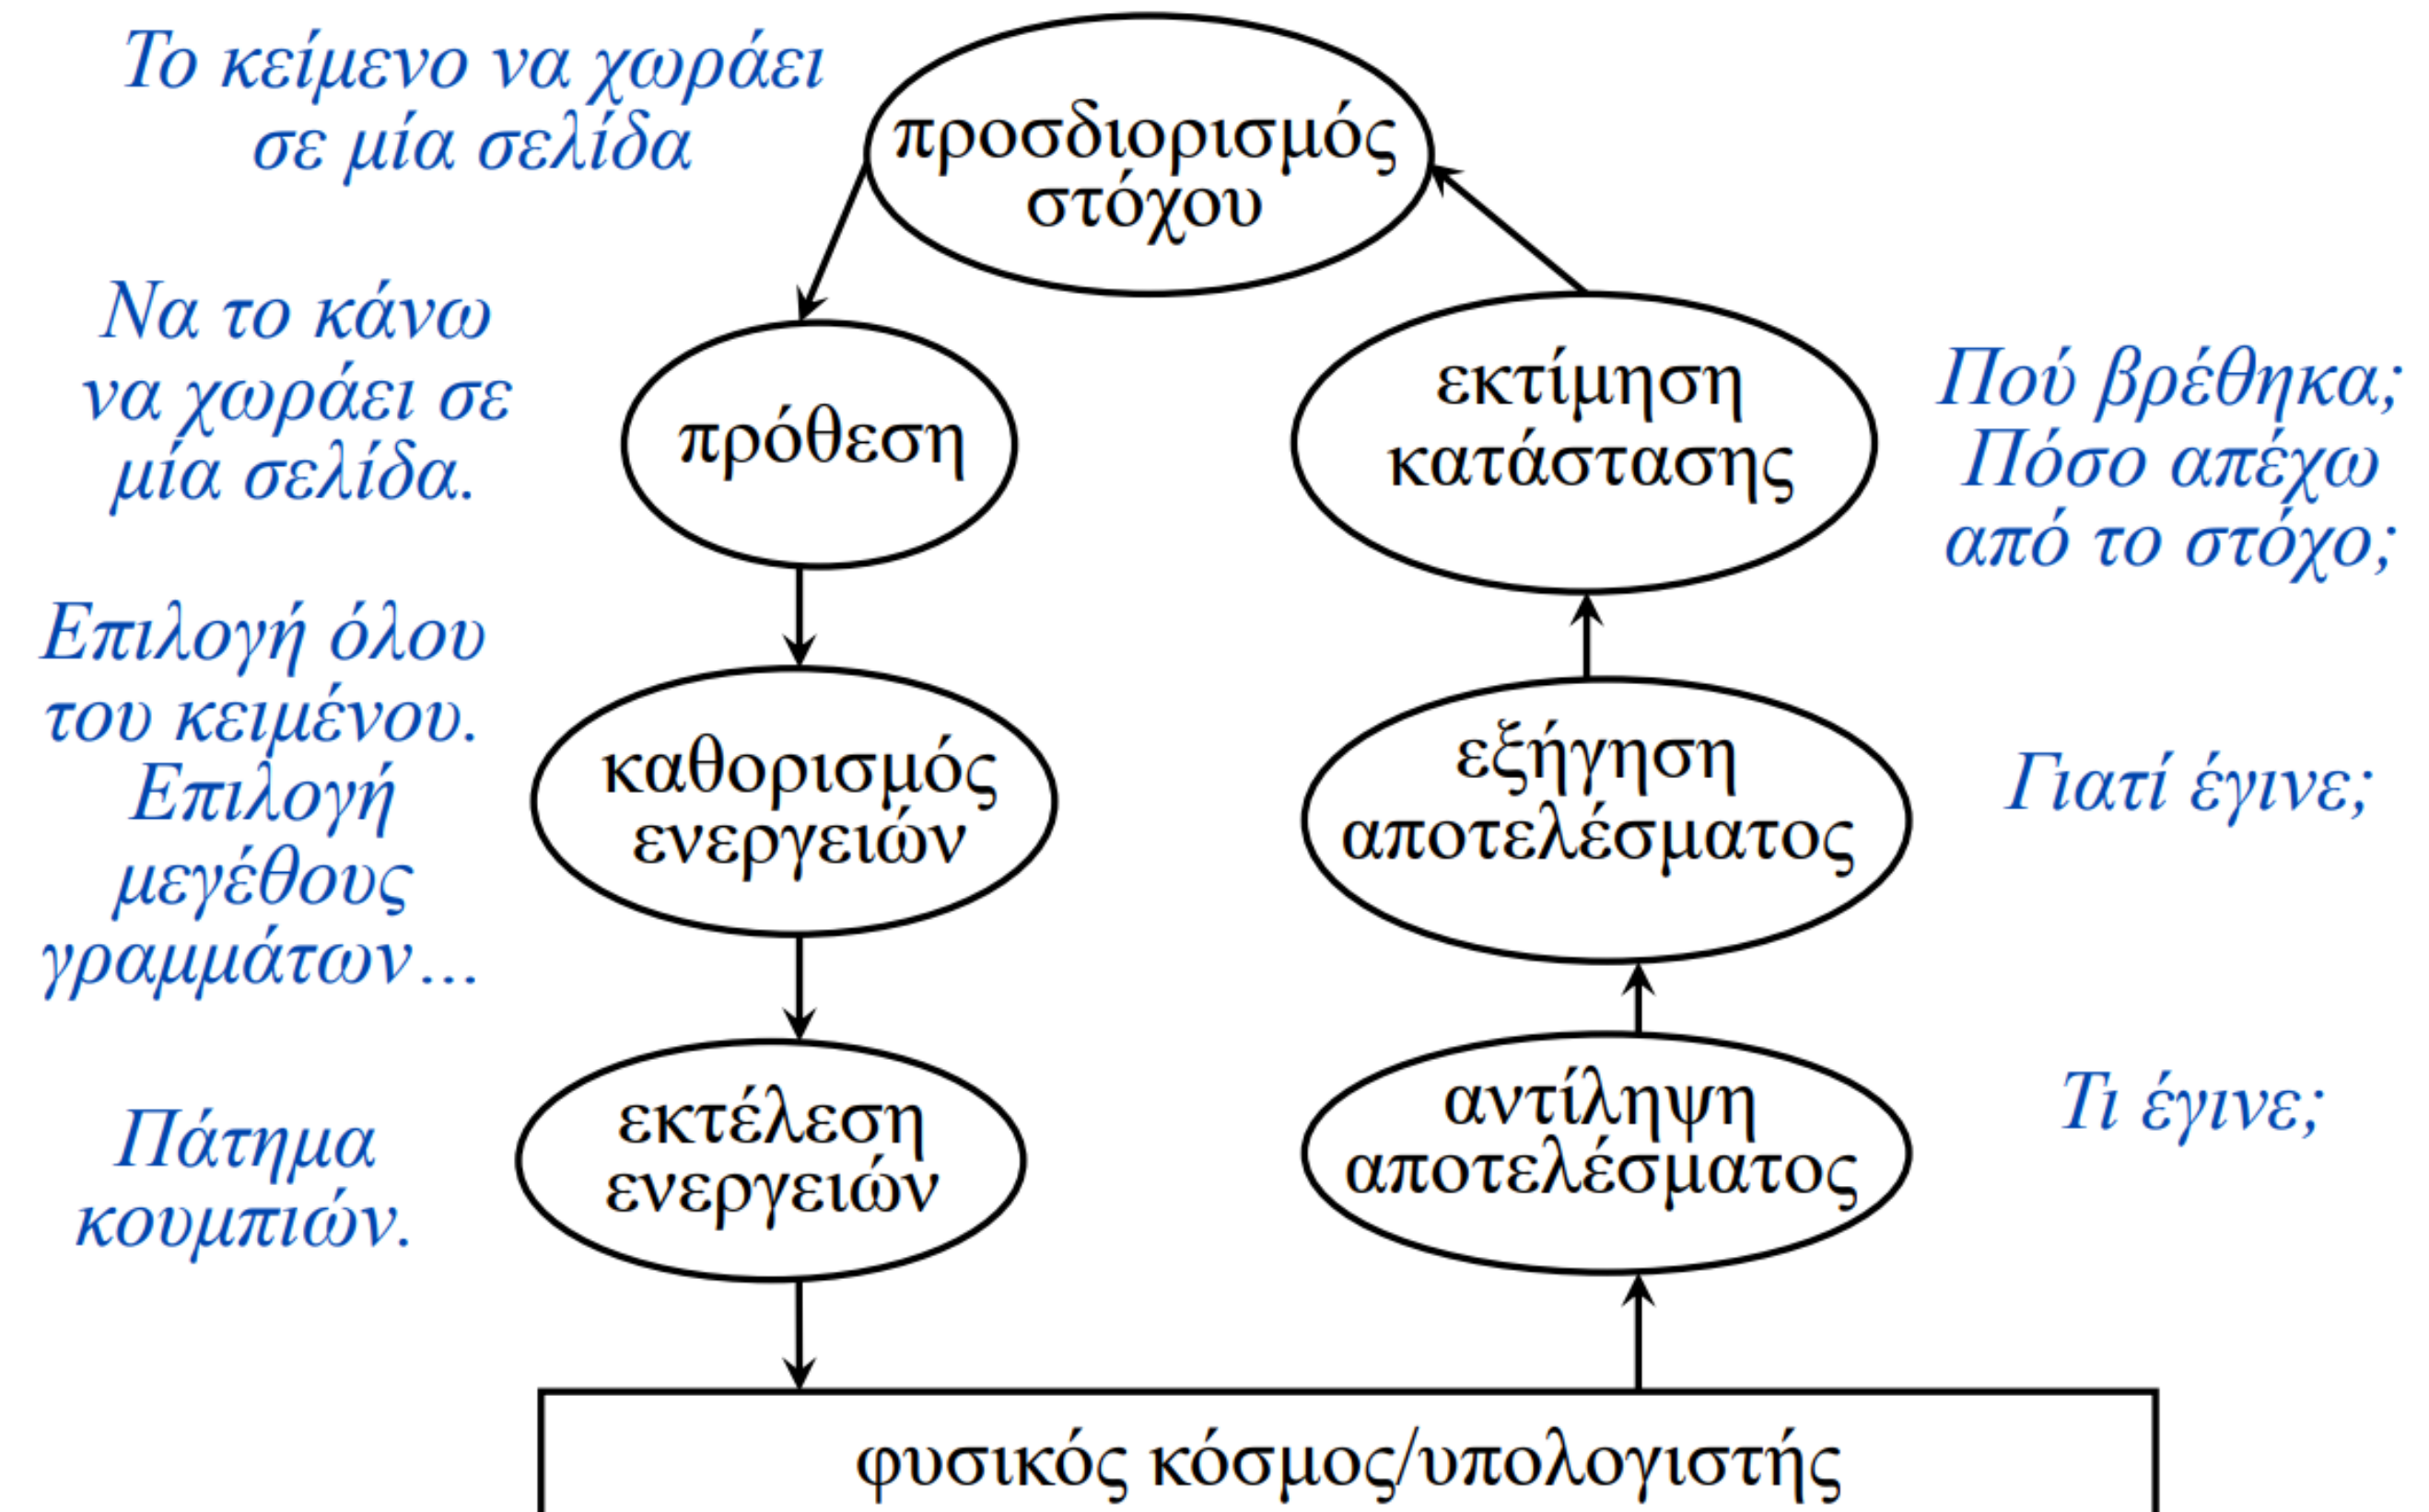 Το κείμενο να χωράει
σε μία σελίδα
προσδιορισμός
στόχου
Να το κάνω
να χωράει σε
μία σελίδα.
πρόθεση
εκτίμηση
κατάστασης
Πού βρέθηκα;
Πόσο απέχω
από το στόχο;
Επιλογή όλου
του κειμένου.
Επιλογή
μεγέθους
γραμμάτων...
καθορισμός
ενεργειών
εξήγηση
αποτελέσματος
Γιατί έγινε;
Πάτημα
κουμπιών.
εκτέλεση
ενεργειών
αντίληψη
αποτελέσματος
Τι έγινε;
φυσικός κόσμος/υπολογιστής